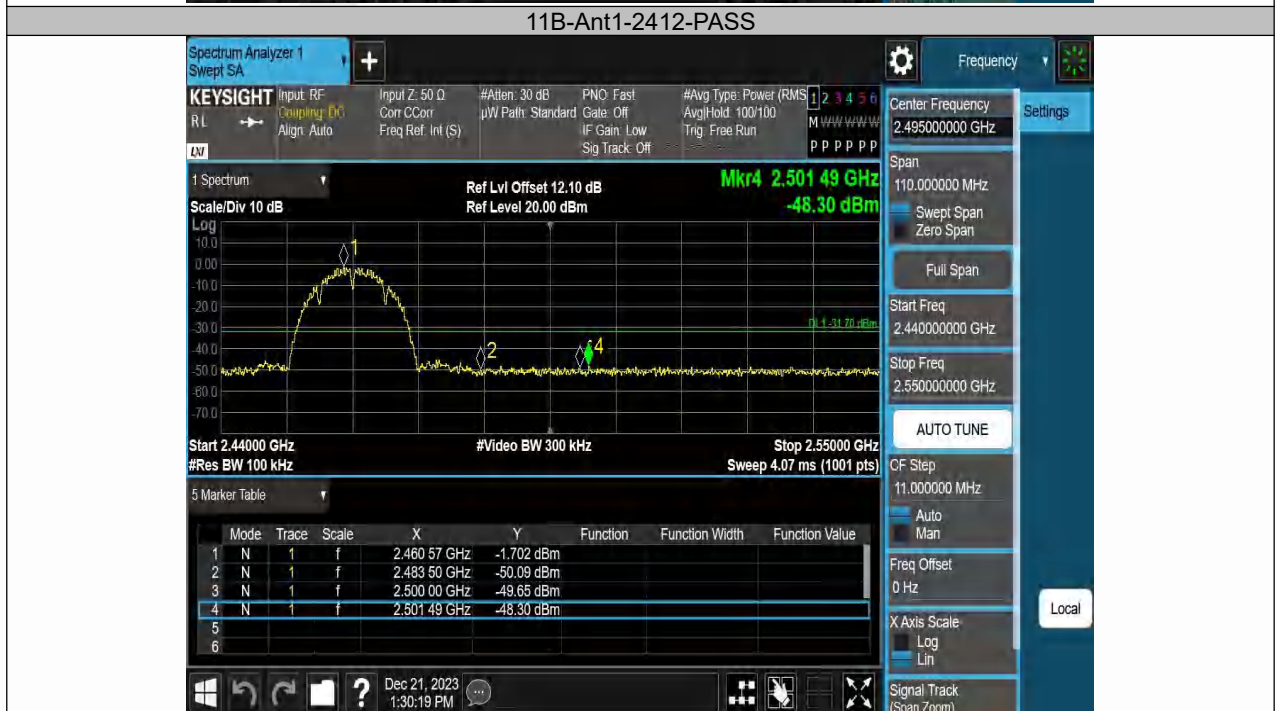 11B-Ant1-2412-PASS
Spectrum Analyzer 1
Swept SA
+
Frequency
KEYSIGHT
RL
LXI
Input: RF
Coupling: DC
Align: Auto
Input Z: 50 Ω
Corr CCorr
Freq Ref: Int (S)
#Atten: 30 dB
µW Path: Standard
PNO: Fast
Gate: Off
IF Gain: Low
Sig Track: Off
#Avg Type: Power (RMS
Avg|Hold: 100/100
Trig: Free Run
1 2 3 4 5 6
M W W W W W
P P P P P P
Center Frequency
2.495000000 GHz
Settings
Span
110.000000 MHz
Swept Span
Zero Span
Full Span
Start Freq
2.440000000 GHz
Stop Freq
2.550000000 GHz
AUTO TUNE
CF Step
11.000000 MHz
Auto
Man
Freq Offset
0 Hz
X Axis Scale
Log
Lin
Signal Track
(Span Zoom)
Local
1 Spectrum
Scale/Div 10 dB
Ref Lvl Offset 12.10 dB
Ref Level 20.00 dBm
Mkr4 2.501 49 GHz
-48.30 dBm
Log
10.0
0.00
-10.0
-20.0
-30.0
-40.0
-50.0
-60.0
-70.0
1
2
4
DL1 -31.70 dBm
Start 2.44000 GHz
#Video BW 300 kHz
Stop 2.55000 GHz
#Res BW 100 kHz
Sweep 4.07 ms (1001 pts)
5 Marker Table
Mode Trace Scale X Y Function Function Width Function Value
1 N 1 f 2.460 57 GHz -1.702 dBm
2 N 1 f 2.483 50 GHz -50.09 dBm
3 N 1 f 2.500 00 GHz -49.65 dBm
4 N 1 f 2.501 49 GHz -48.30 dBm
5
6
?
Dec 21, 2023
1:30:19 PM